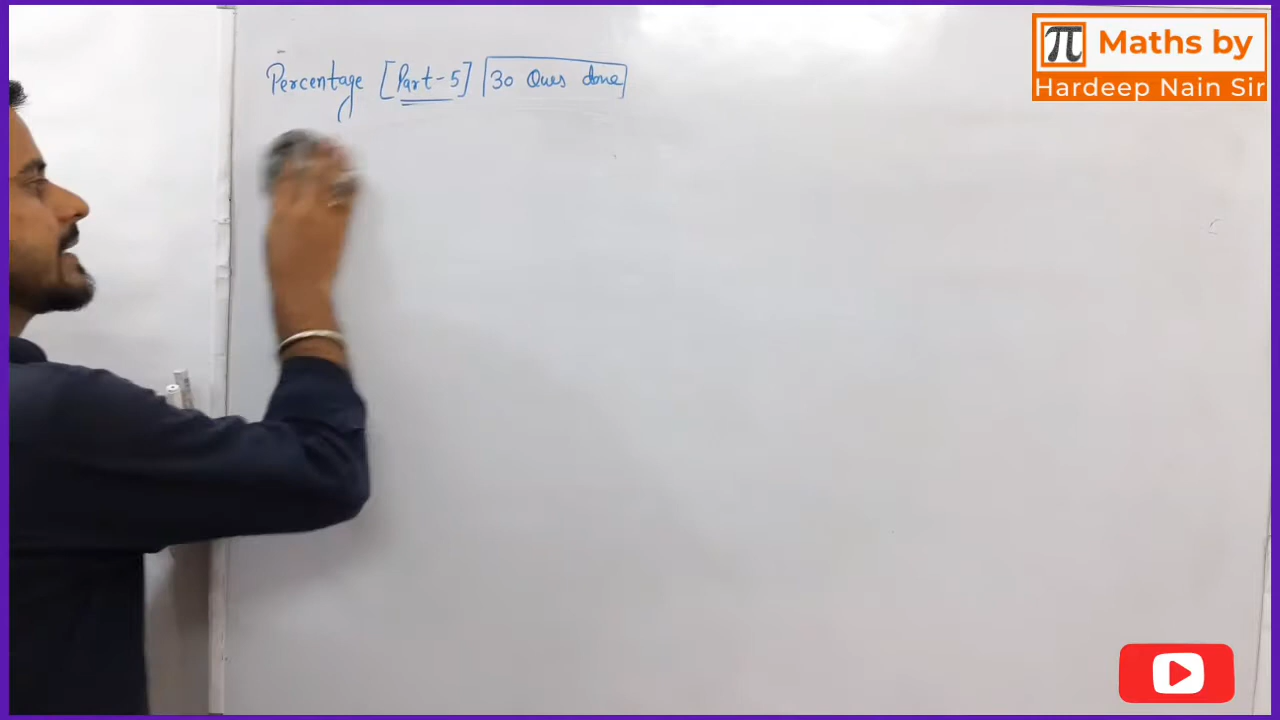 Percentage [Part-5] 30 Ques done
π Maths by
Hardeep Nain Sir